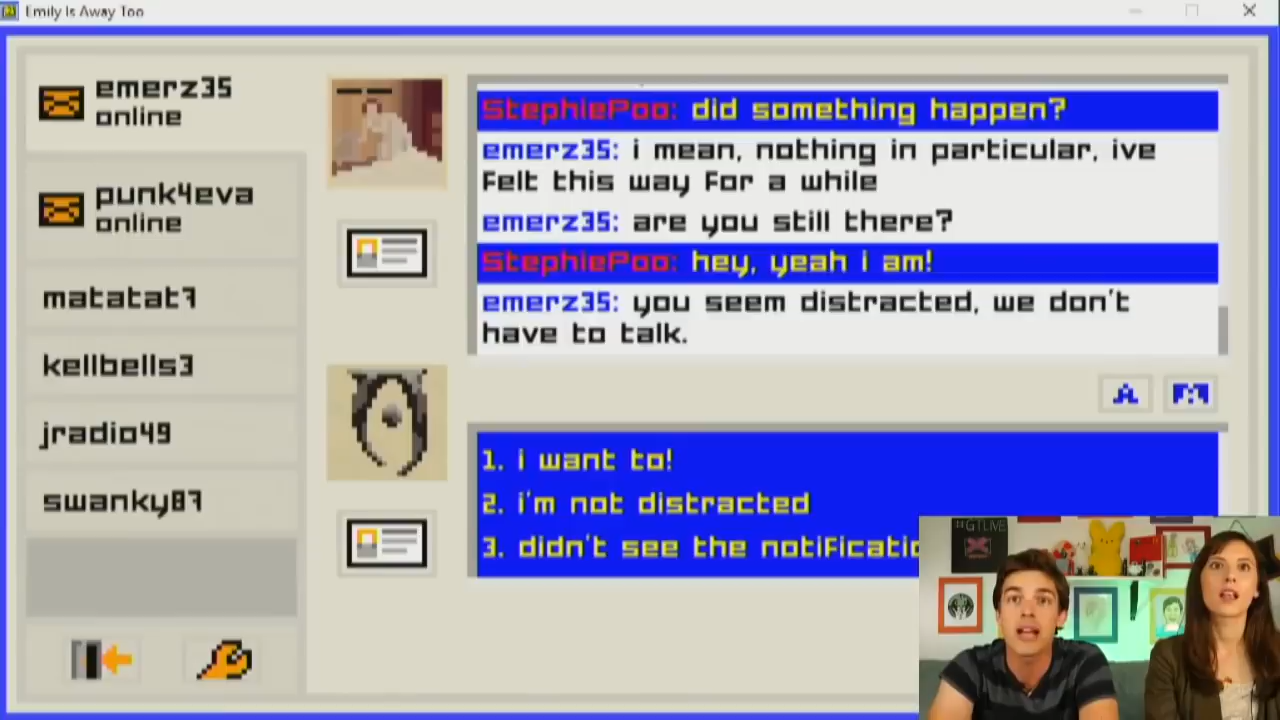 Emily Is Away Too
emerz35
online
punk4eva
online
matatat7
kellbells3
jradio49
swanky87
StephiePoo: did something happen?
emerz35: i mean, nothing in particular, ive
felt this way for a while
emerz35: are you still there?
StephiePoo: hey, yeah i am!
emerz35: you seem distracted, we don't
have to talk.
A
1. i want to!
2. i'm not distracted
3. didn't see the
#GTLIVE